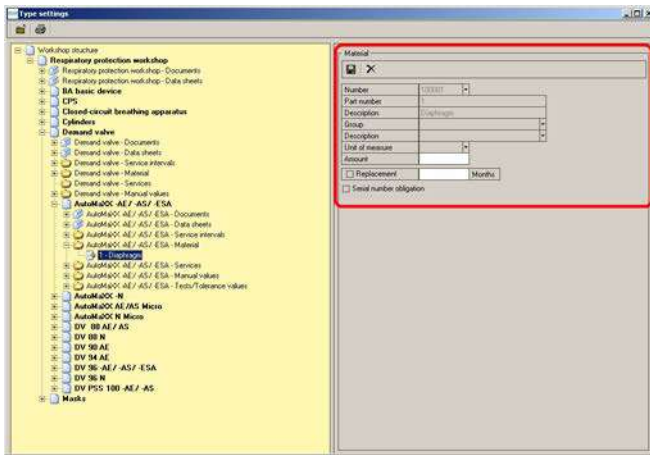 Type settings
Workshop structure
Respiratory protection workshop
Respiratory protection workshop - Documents
Respiratory protection workshop - Data sheets
BA basic device
CPS
Closed-circuit breathing apparatus
Cylinders
Demand valve
Demand valve - Documents
Demand valve - Data sheets
Demand valve - Service intervals
Demand valve - Material
Demand valve - Services
Demand valve - Manual values
AutoMaXX -AE/ -AS/ -ESA
AutoMaXX -AE/ -AS/ -ESA - Documents
AutoMaXX -AE/ -AS/ -ESA - Data sheets
AutoMaXX -AE/ -AS/ -ESA - Service intervals
AutoMaXX -AE/ -AS/ -ESA - Material
1 - Diaphragm
AutoMaXX -AE/ -AS/ -ESA - Services
AutoMaXX -AE/ -AS/ -ESA - Manual values
AutoMaXX -AE/ -AS/ -ESA - Tests/Tolerance values
AutoMaXX -N
AutoMaXX AE/AS Micro
AutoMaXX N Micro
DV 88 AE/ AS
DV 88 N
DV 90 AE
DV 94 AE
DV 96 -AE/ -AS/ -ESA
DV 96 N
DV PSS 100 -AE/ -AS
Masks
Material
Number 100001
Part number 1
Description Diaphragm
Group
Description
Unit of measure
Amount
Replacement Months
Serial number obligation